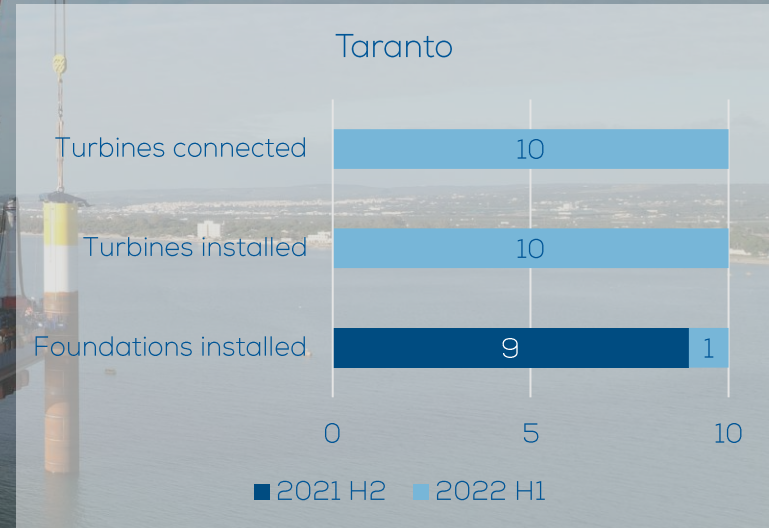 Taranto
Turbines connected 10
Turbines installed 10
Foundations installed 9 1
0 5 10
2021 H2 2022 H1